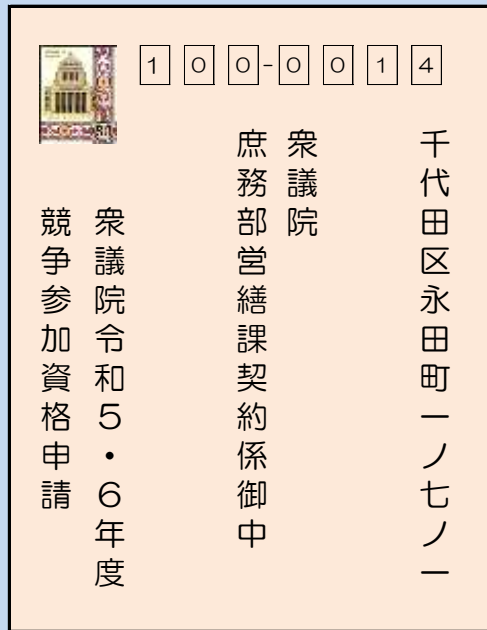 100-0014
千代田区永田町一ノ七ノ一
衆議院
庶務部営繕課契約係御中
衆議院令和５・６年度
競争参加資格申請